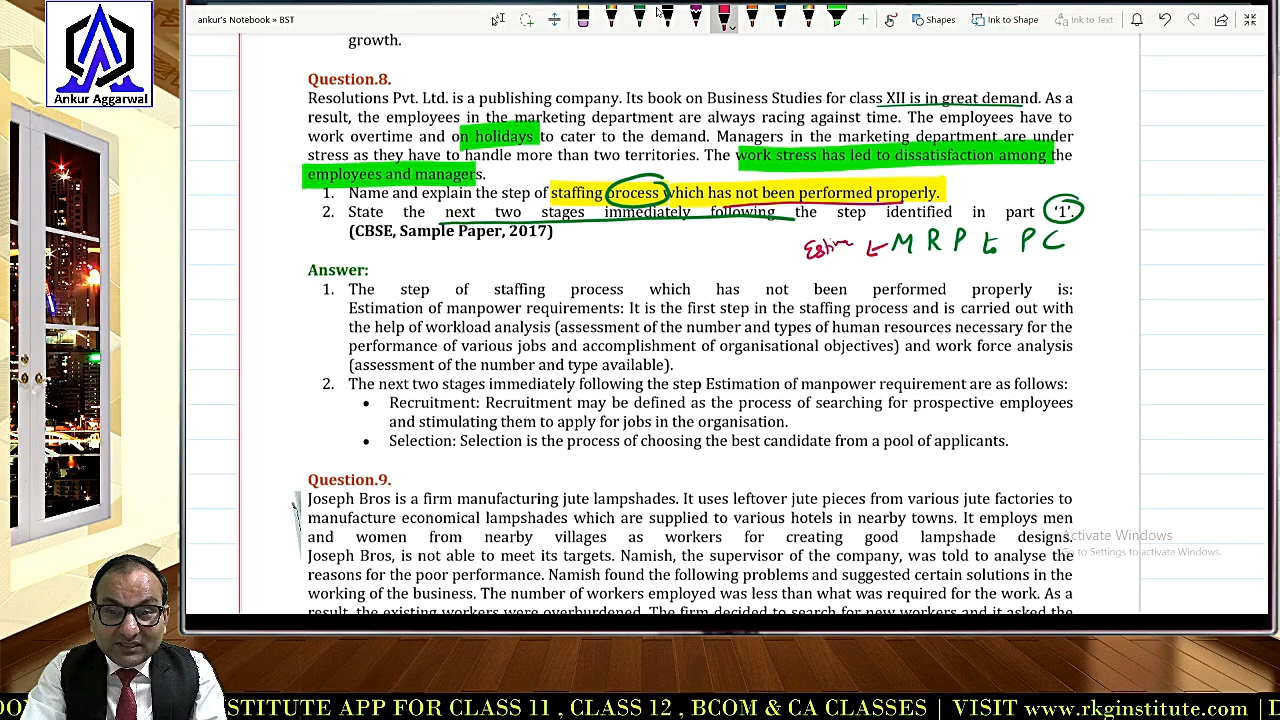 ankur's Notebook » BST
Shapes
Ink to Shape
Ink to Text
Ankur Aggarwal
growth.
Question.8.
Resolutions Pvt. Ltd. is a publishing company. Its book on Business Studies for class XII is in great demand. As a
result, the employees in the marketing department are always racing against time. The employees have to
work overtime and on holidays to cater to the demand. Managers in the marketing department are under
stress as they have to handle more than two territories. The work stress has led to dissatisfaction among the
employees and managers.
1. Name and explain the step of staffing process which has not been performed properly.
2. State the next two stages immediately following the step identified in part '1'.
(CBSE, Sample Paper, 2017)
M R P t P C
Answer:
1. The step of staffing process which has not been performed properly is:
Estimation of manpower requirements: It is the first step in the staffing process and is carried out with
the help of workload analysis (assessment of the number and types of human resources necessary for the
performance of various jobs and accomplishment of organisational objectives) and work force analysis
(assessment of the number and type available).
2. The next two stages immediately following the step Estimation of manpower requirement are as follows:
• Recruitment: Recruitment may be defined as the process of searching for prospective employees
and stimulating them to apply for jobs in the organisation.
• Selection: Selection is the process of choosing the best candidate from a pool of applicants.
Question.9.
Joseph Bros is a firm manufacturing jute lampshades. It uses leftover jute pieces from various jute factories to
manufacture economical lampshades which are supplied to various hotels in nearby towns. It employs men
and women from nearby villages as workers for creating good lampshade designs.
Activate Windows
Go to Settings to activate Windows.
Joseph Bros, is not able to meet its targets. Namish, the supervisor of the company, was told to analyse the
reasons for the poor performance. Namish found the following problems and suggested certain solutions in the
working of the business. The number of workers employed was less than what was required for the work. As a
result, the existing workers were overburdened. The firm decided to search for new workers and it asked the
STITUTE APP FOR CLASS 11 , CLASS 12 , BCOM & CA CLASSES | VISIT www.rkginstitute.com |